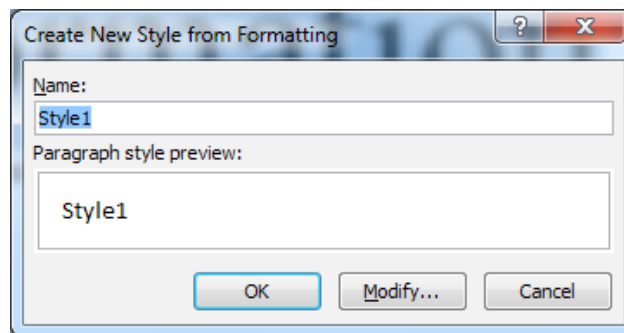 Create New Style from Formatting
?
Name:
Style1
Paragraph style preview:
Style1
OK Modify... Cancel